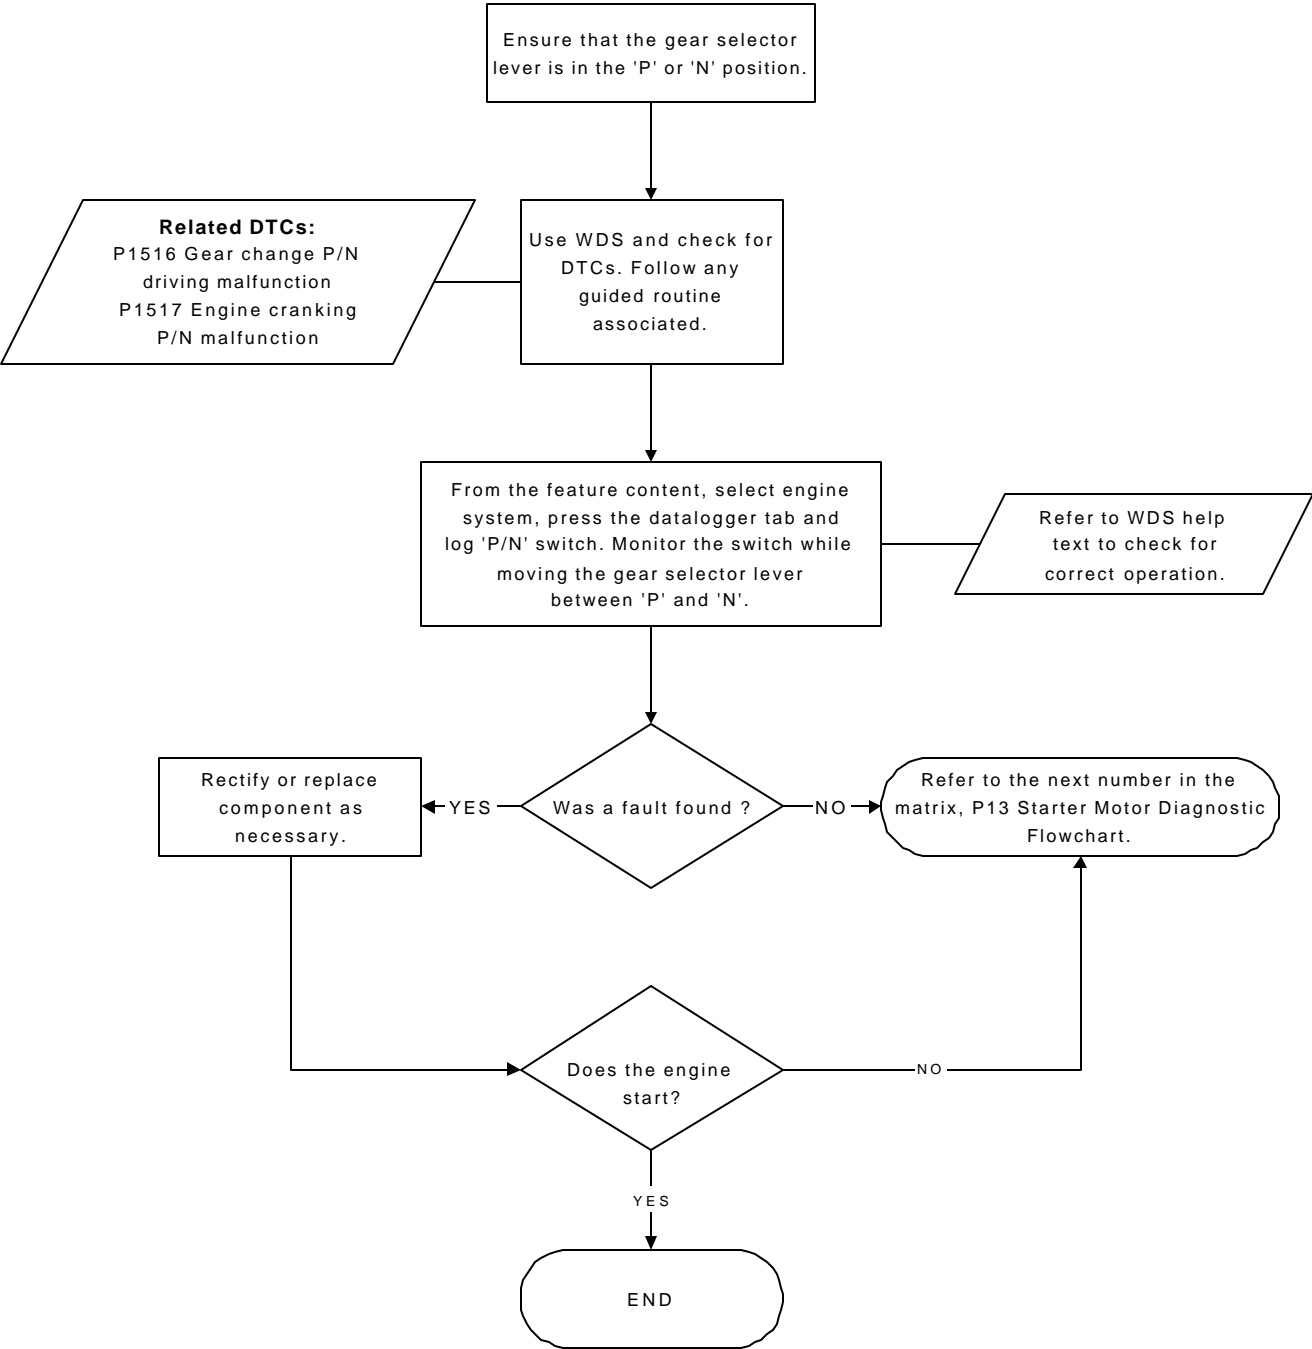 Ensure that the gear selector
lever is in the 'P' or 'N' position.
Related DTCs:
P1516 Gear change P/N
driving malfunction
P1517 Engine cranking
P/N malfunction
Use WDS and check for
DTCs. Follow any
guided routine
associated.
From the feature content, select engine
system, press the datalogger tab and
log 'P/N' switch. Monitor the switch while
moving the gear selector lever
between 'P' and 'N'.
Refer to WDS help
text to check for
correct operation.
Rectify or replace
component as
necessary.
YES
Was a fault found ?
NO
Refer to the next number in the
matrix, P13 Starter Motor Diagnostic
Flowchart.
Does the engine
start?
NO
YES
END